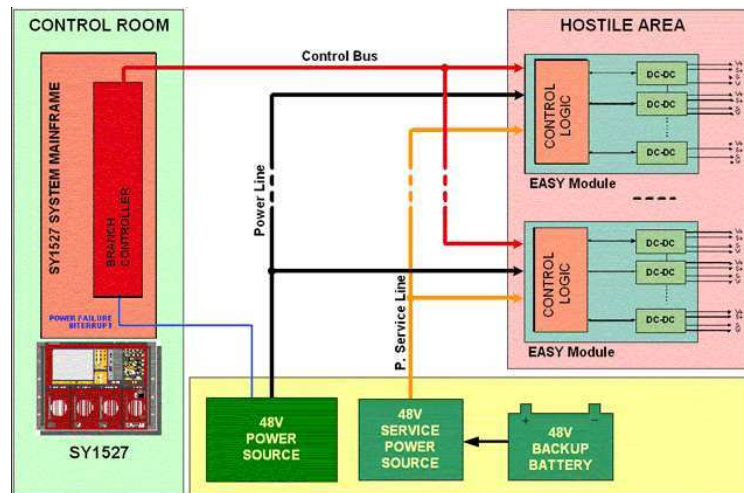 CONTROL ROOM
HOSTILE AREA
Control Bus
SY1527 SYSTEM MAINFRAME
BRANCH
CONTROLLER
Power Line
P. Service Line
POWER FAILURE
INTERRUPT
SY1527
CONTROL
LOGIC
DC-DC
DC-DC
DC-DC
EASY Module
CONTROL
LOGIC
DC-DC
DC-DC
DC-DC
EASY Module
48V
POWER
SOURCE
48V
SERVICE
POWER
SOURCE
+ −
48V
BACKUP
BATTERY